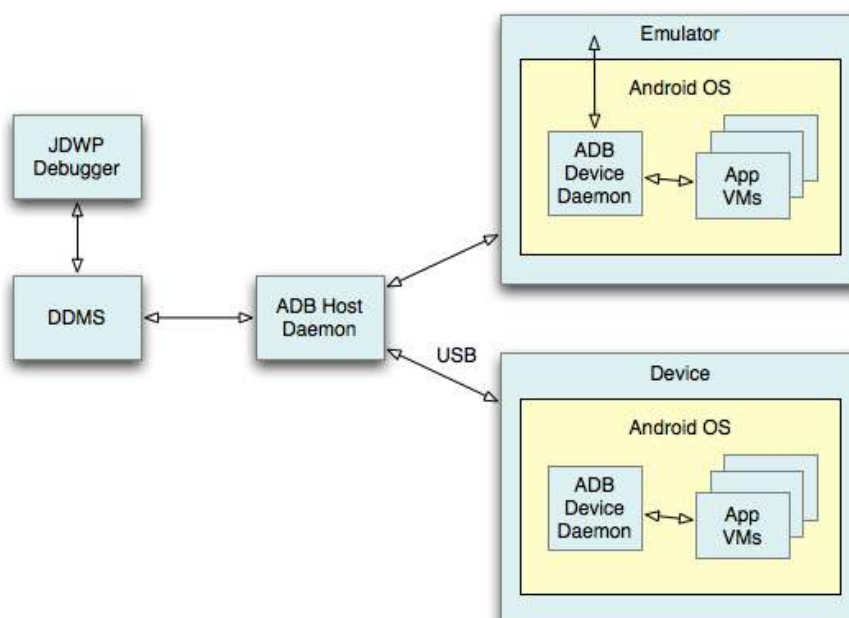 JDWP
Debugger
DDMS
ADB Host
Daemon
USB
Emulator
Android OS
ADB
Device
Daemon
App
VMs
Device
Android OS
ADB
Device
Daemon
App
VMs